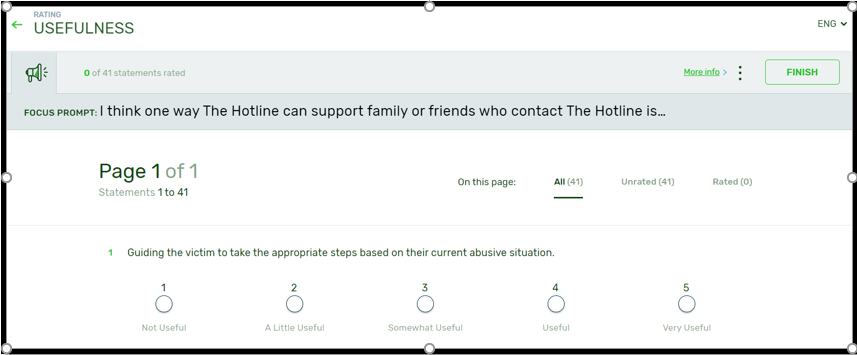 RATING
USEFULNESS
ENG
0 of 41 statements rated
More info
FINISH
FOCUS PROMPT: I think one way The Hotline can support family or friends who contact The Hotline is…
Page 1 of 1
Statements 1 to 41
On this page: All (41) Unrated (41) Rated (0)
1 Guiding the victim to take the appropriate steps based on their current abusive situation.
1 2 3 4 5
Not Useful A Little Useful Somewhat Useful Useful Very Useful